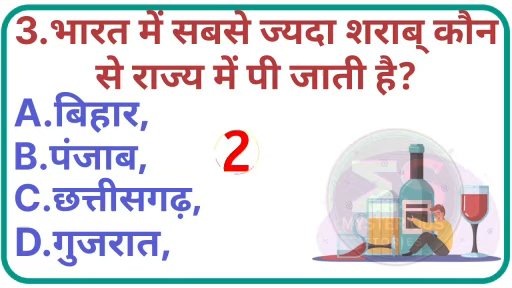 3.भारत में सबसे ज्यदा शराब् कौन
से राज्य में पी जाती है?
A.बिहार,
B.पंजाब,
2
C.छत्तीसगढ़,
D.गुजरात,